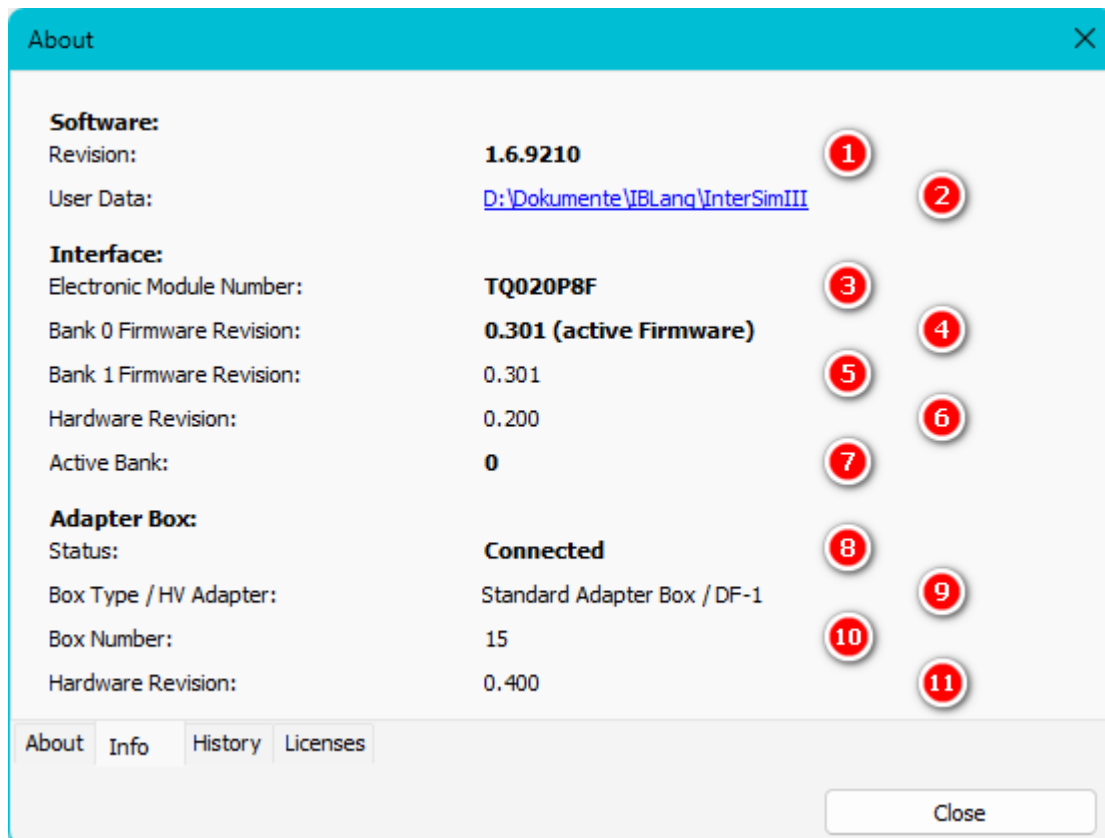 About
Software:
Revision: 1.6.9210 1
User Data: D:\Dokumente\IBLang\InterSimIII 2
Interface:
Electronic Module Number: TQ020P8F 3
Bank 0 Firmware Revision: 0.301 (active Firmware) 4
Bank 1 Firmware Revision: 0.301 5
Hardware Revision: 0.200 6
Active Bank: 0 7
Adapter Box:
Status: Connected 8
Box Type / HV Adapter: Standard Adapter Box / DF-1 9
Box Number: 15 10
Hardware Revision: 0.400 11
About Info History Licenses
Close